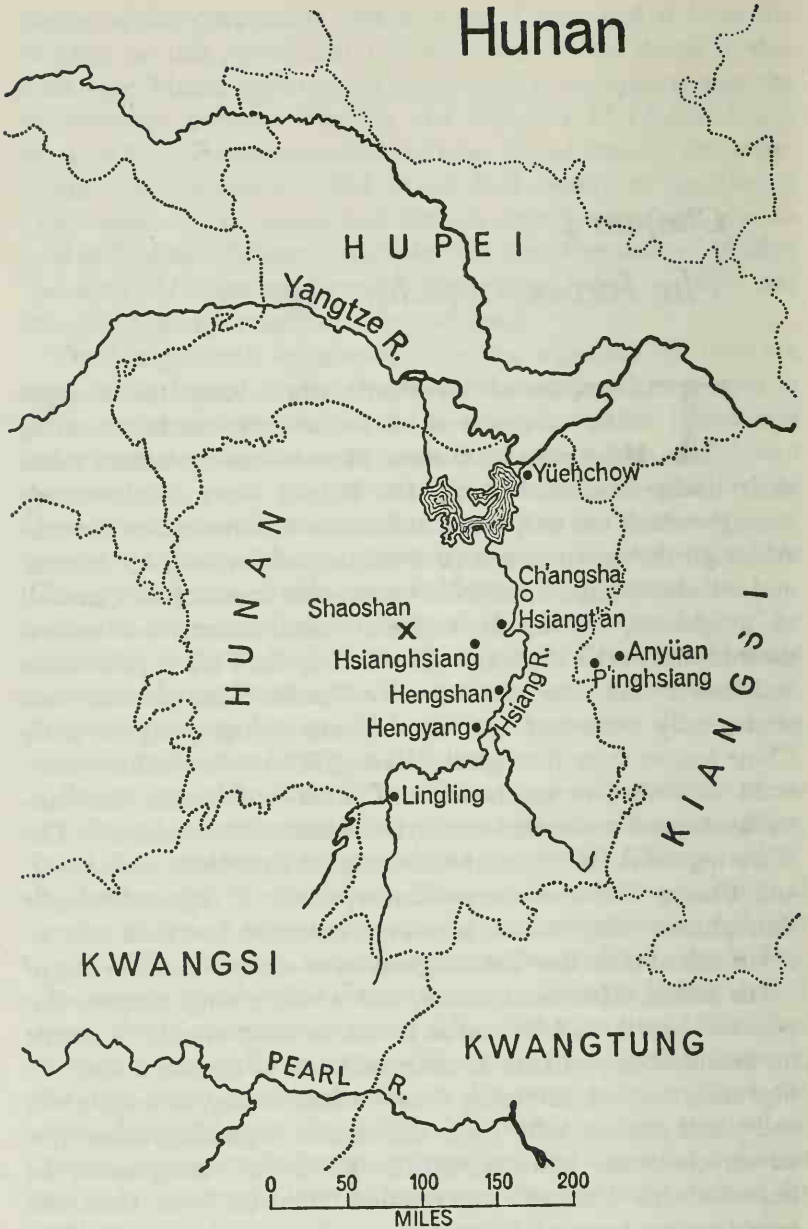 Hunan
HUPEI
Yangtze R.
Yüehchow
HUNAN
Ch'angsha
Shaoshan
Hsiangt'an
Hsianghsiang
Anyüan
P'inghsiang
Hengshan
Hsiang R.
Hengyang
KIANGSI
Lingling
KWANGSI
KWANGTUNG
PEARL R.
0 50 100 150 200
MILES